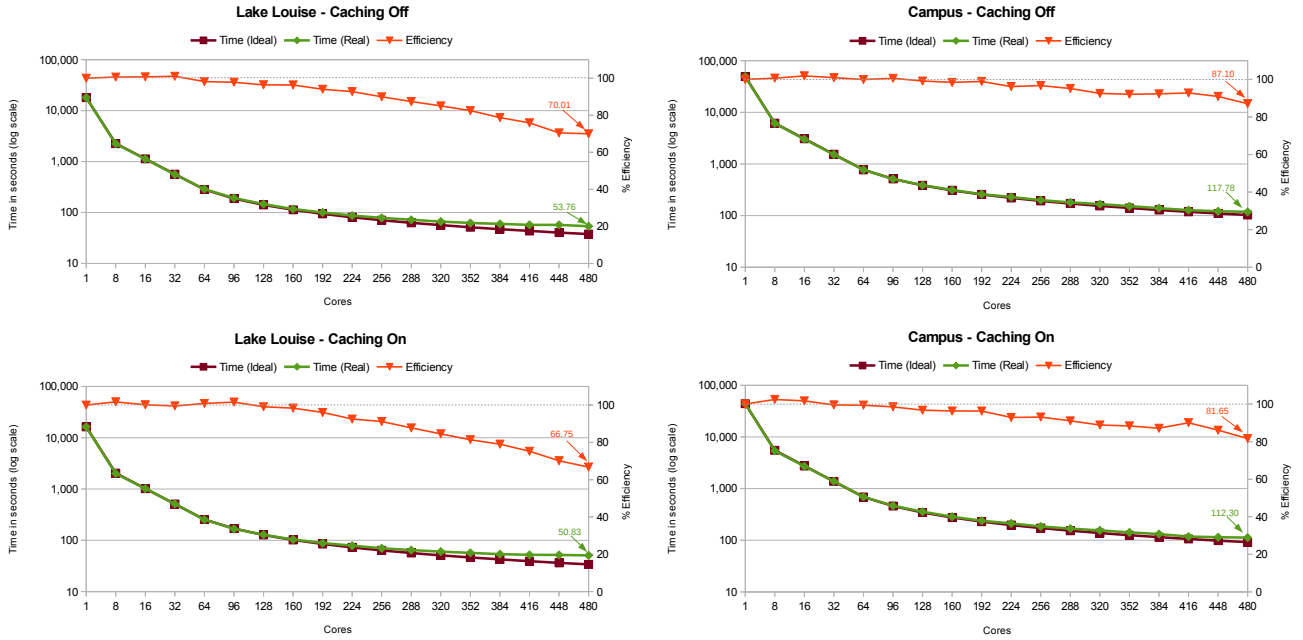 Lake Louise - Caching Off
Time (Ideal) Time (Real) Efficiency
100,000
10,000
1,000
100
10
Time in seconds (log scale)
100
80
60
40
20
0
% Efficiency
70.01
53.76
1 8 16 32 64 96 128 160 192 224 256 288 320 352 384 416 448 480
Cores
Campus - Caching Off
Time (Ideal) Time (Real) Efficiency
100,000
10,000
1,000
100
10
Time in seconds (log scale)
100
80
60
40
20
0
% Efficiency
87.10
117.78
1 8 16 32 64 96 128 160 192 224 256 288 320 352 384 416 448 480
Cores
Lake Louise - Caching On
Time (Ideal) Time (Real) Efficiency
100,000
10,000
1,000
100
10
Time in seconds (log scale)
100
80
60
40
20
0
% Efficiency
66.75
50.83
1 8 16 32 64 96 128 160 192 224 256 288 320 352 384 416 448 480
Cores
Campus - Caching On
Time (Ideal) Time (Real) Efficiency
100,000
10,000
1,000
100
10
Time in seconds (log scale)
100
80
60
40
20
0
% Efficiency
81.65
112.30
1 8 16 32 64 96 128 160 192 224 256 288 320 352 384 416 448 480
Cores